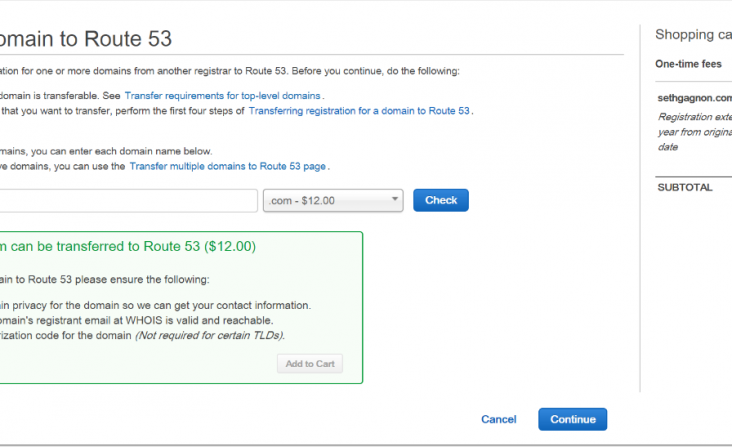 omain to Route 53
ation for one or more domains from another registrar to Route 53. Before you continue, do the following:
domain is transferable. See Transfer requirements for top-level domains.
that you want to transfer, perform the first four steps of Transferring registration for a domain to Route 53.
mains, you can enter each domain name below.
ve domains, you can use the Transfer multiple domains to Route 53 page.
.com - $12.00
Check
m can be transferred to Route 53 ($12.00)
ain to Route 53 please ensure the following:
ain privacy for the domain so we can get your contact information.
omain's registrant email at WHOIS is valid and reachable.
rization code for the domain (Not required for certain TLDs).
Add to Cart
Cancel
Continue
Shopping ca
One-time fees
sethgagnon.com
Registration exte
year from origina
date
SUBTOTAL